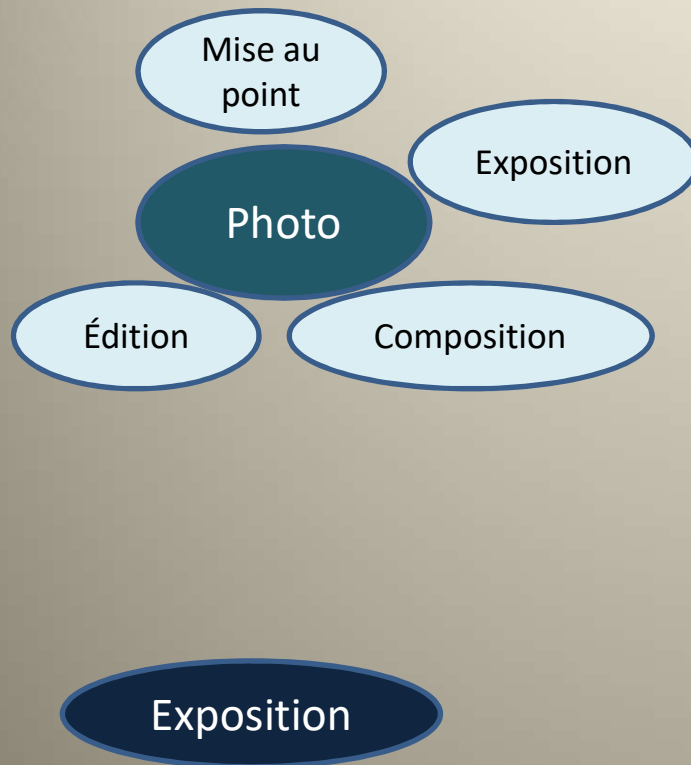 Mise au
point
Exposition
Photo
Édition
Composition
Exposition